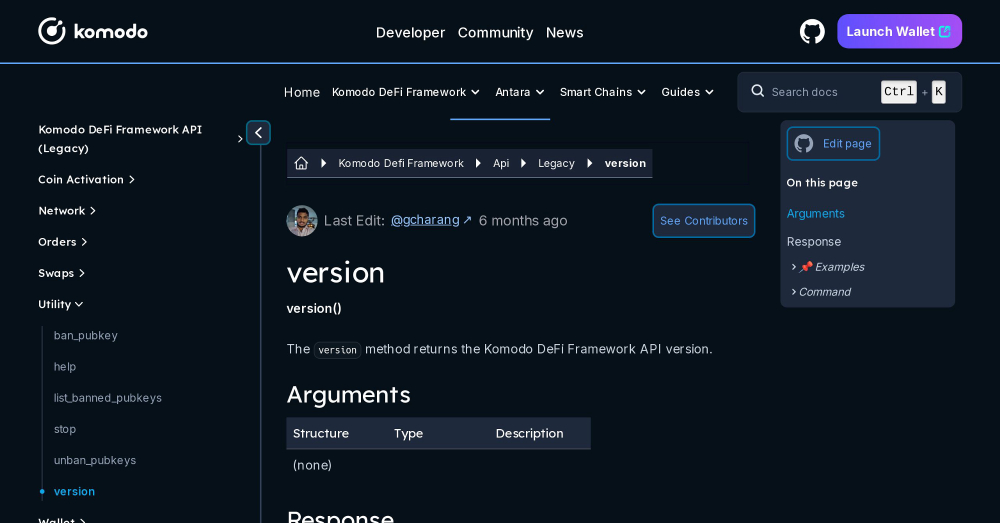 komodo
Developer Community News
Launch Wallet
Home Komodo DeFi Framework Antara Smart Chains Guides
Search docs Ctrl + K
Komodo DeFi Framework API
(Legacy)
Coin Activation
Network
Orders
Swaps
Utility
ban_pubkey
help
list_banned_pubkeys
stop
unban_pubkeys
version
Wallet
Komodo Defi Framework Api Legacy version
Last Edit: @gcharang ↗ 6 months ago
See Contributors
version
version()
The version method returns the Komodo DeFi Framework API version.
Arguments
Structure Type Description
(none)
Response
Edit page
On this page
Arguments
Response
📌 Examples
Command